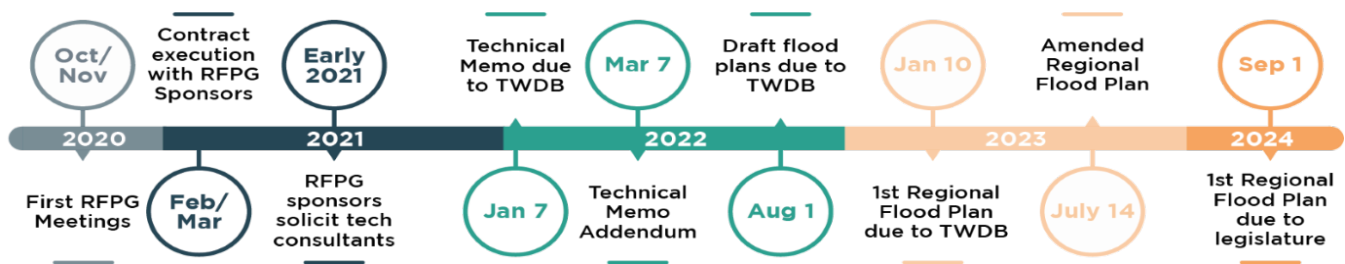 Oct/
Nov
Contract
execution
with RFPG
Sponsors
Early
2021
Technical
Memo due
to TWDB
Mar 7
Draft flood
plans due to
TWDB
Jan 10
Amended
Regional
Flood Plan
Sep 1
2020
2021
2022
2023
2024
First RFPG
Meetings
Feb/
Mar
RFPG
sponsors
solicit tech
consultants
Jan 7
Technical
Memo
Addendum
Aug 1
1st Regional
Flood Plan
due to TWDB
July 14
1st Regional
Flood Plan
due to
legislature